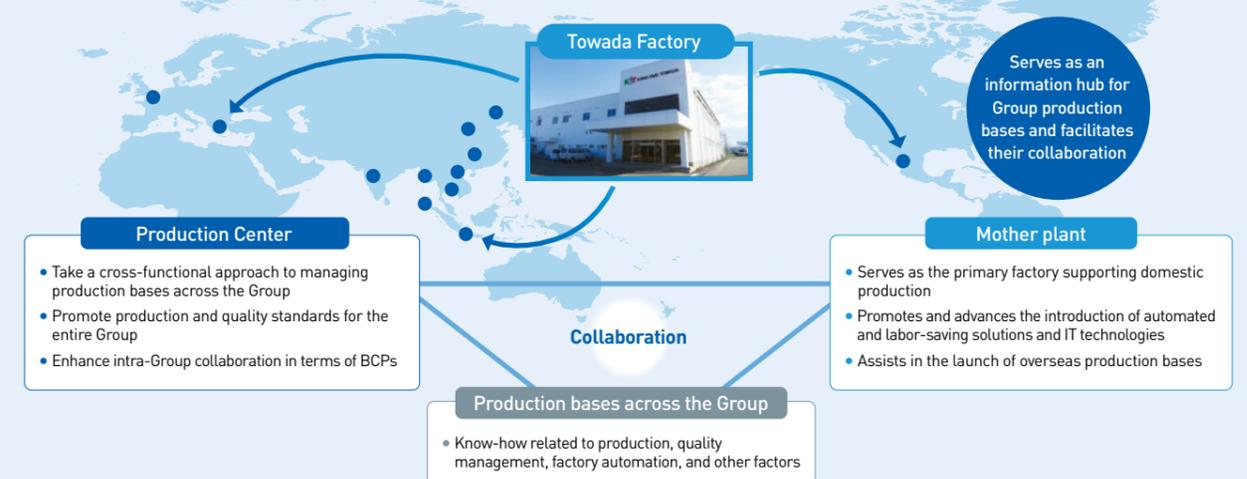 Towada Factory
Serves as an
information hub for
Group production
bases and facilitates
their collaboration
Production Center
• Take a cross-functional approach to managing
production bases across the Group
• Promote production and quality standards for the
entire Group
• Enhance intra-Group collaboration in terms of BCPs
Mother plant
• Serves as the primary factory supporting domestic
production
• Promotes and advances the introduction of automated
and labor-saving solutions and IT technologies
• Assists in the launch of overseas production bases
Collaboration
Production bases across the Group
• Know-how related to production, quality
management, factory automation, and other factors